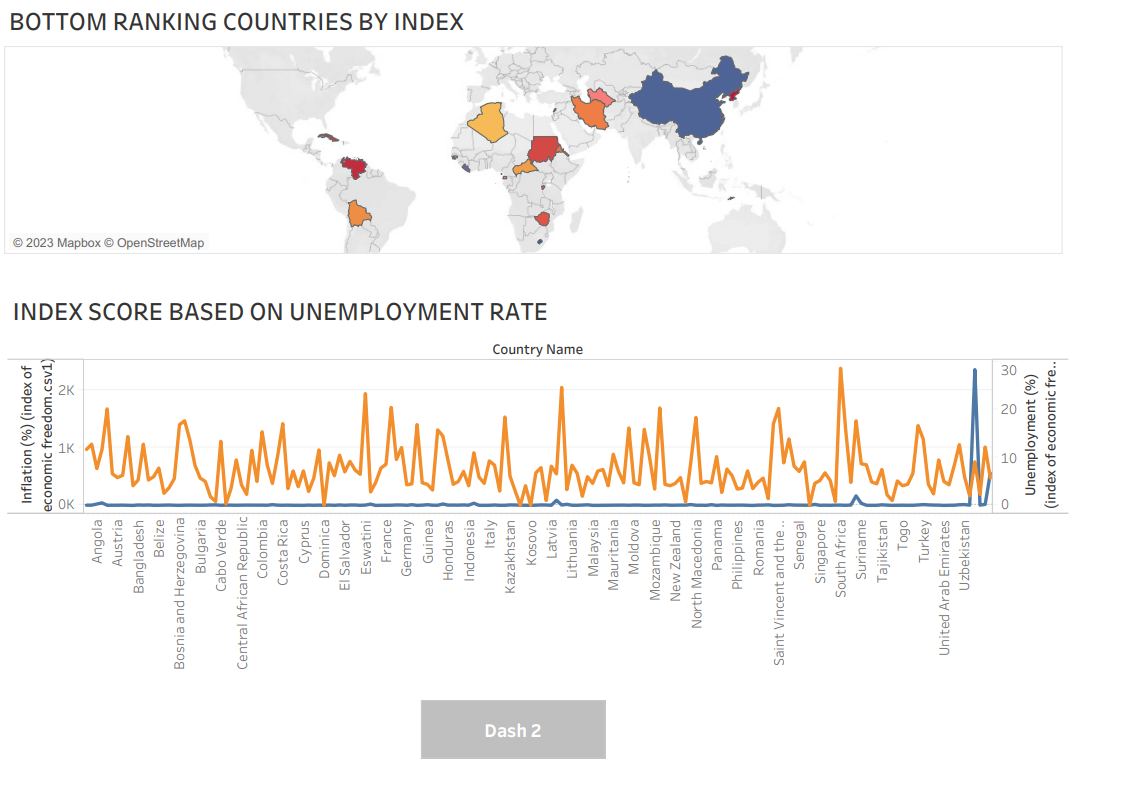 BOTTOM RANKING COUNTRIES BY INDEX
© 2023 Mapbox © OpenStreetMap
INDEX SCORE BASED ON UNEMPLOYMENT RATE
Country Name
Inflation (%) (index of
economic freedom.csv1)
2K
1K
0K
30
20
10
0
Unemployment (%)
(index of economic fre..
Angola
Austria
Bangladesh
Belize
Bosnia and Herzegovina
Bulgaria
Cabo Verde
Central African Republic
Colombia
Costa Rica
Cyprus
Dominica
El Salvador
Eswatini
France
Germany
Guinea
Honduras
Indonesia
Italy
Kazakhstan
Kosovo
Latvia
Lithuania
Malaysia
Mauritania
Moldova
Mozambique
New Zealand
North Macedonia
Philippines
Romania
Saint Vincent and the ..
Senegal
Singapore
South Africa
Suriname
Tajikistan
Togo
Turkey
United Arab Emirates
Uzbekistan
Dash 2